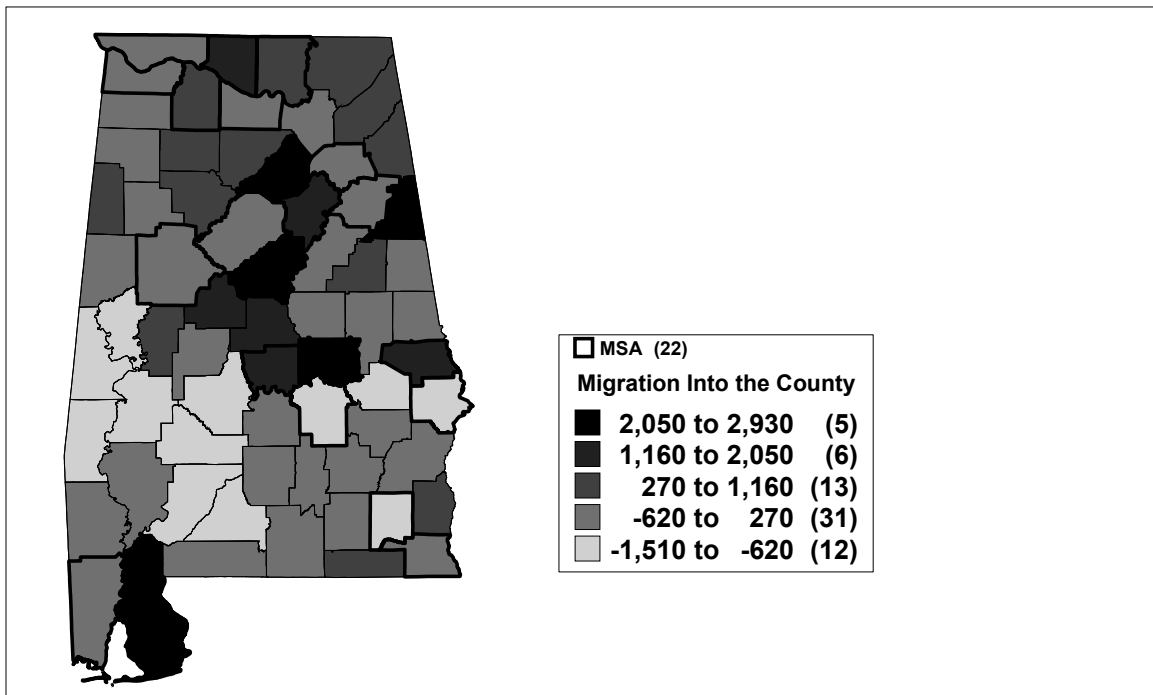 MSA (22)
Migration Into the County
2,050 to 2,930 (5)
1,160 to 2,050 (6)
270 to 1,160 (13)
-620 to 270 (31)
-1,510 to -620 (12)